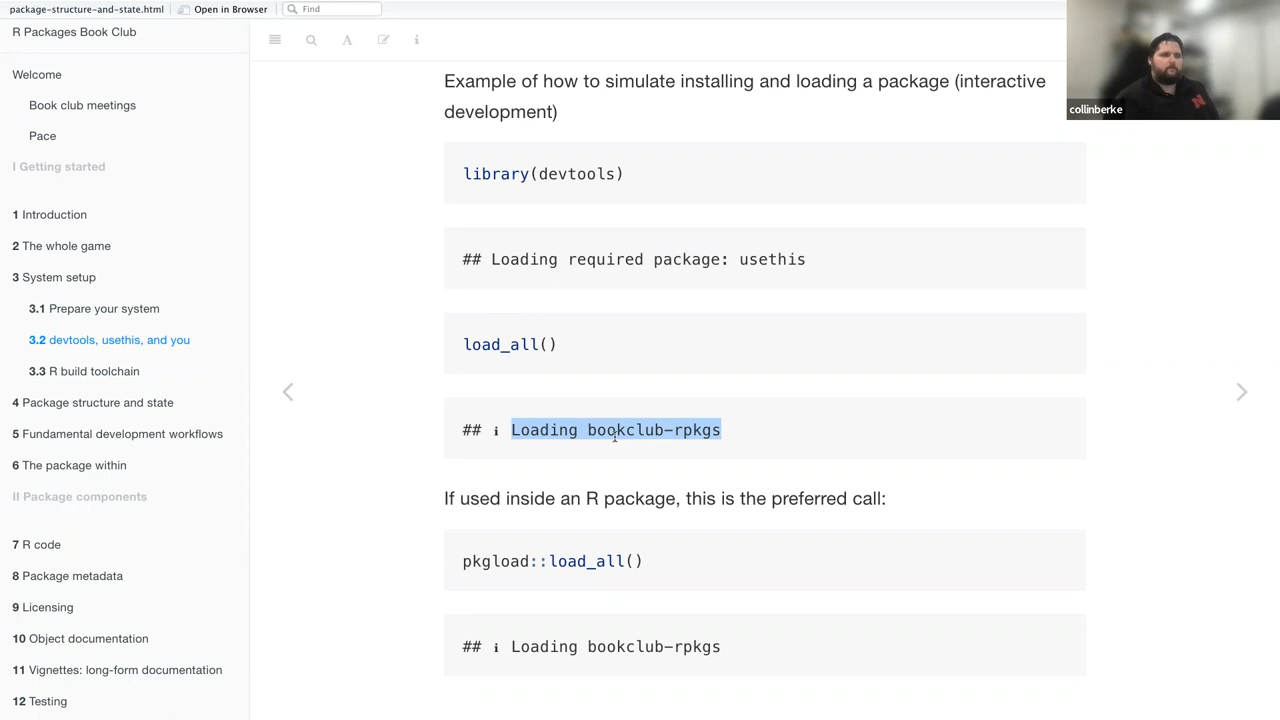 package-structure-and-state.html
Open in Browser
Find
R Packages Book Club
Welcome
Book club meetings
Pace
I Getting started
1 Introduction
2 The whole game
3 System setup
3.1 Prepare your system
3.2 devtools, usethis, and you
3.3 R build toolchain
4 Package structure and state
5 Fundamental development workflows
6 The package within
II Package components
7 R code
8 Package metadata
9 Licensing
10 Object documentation
11 Vignettes: long-form documentation
12 Testing
A
i
Example of how to simulate installing and loading a package (interactive
development)
library(devtools)
## Loading required package: usethis
load_all()
## ℹ Loading bookclub-rpkgs
If used inside an R package, this is the preferred call:
pkgload::load_all()
## ℹ Loading bookclub-rpkgs
collinberke
N